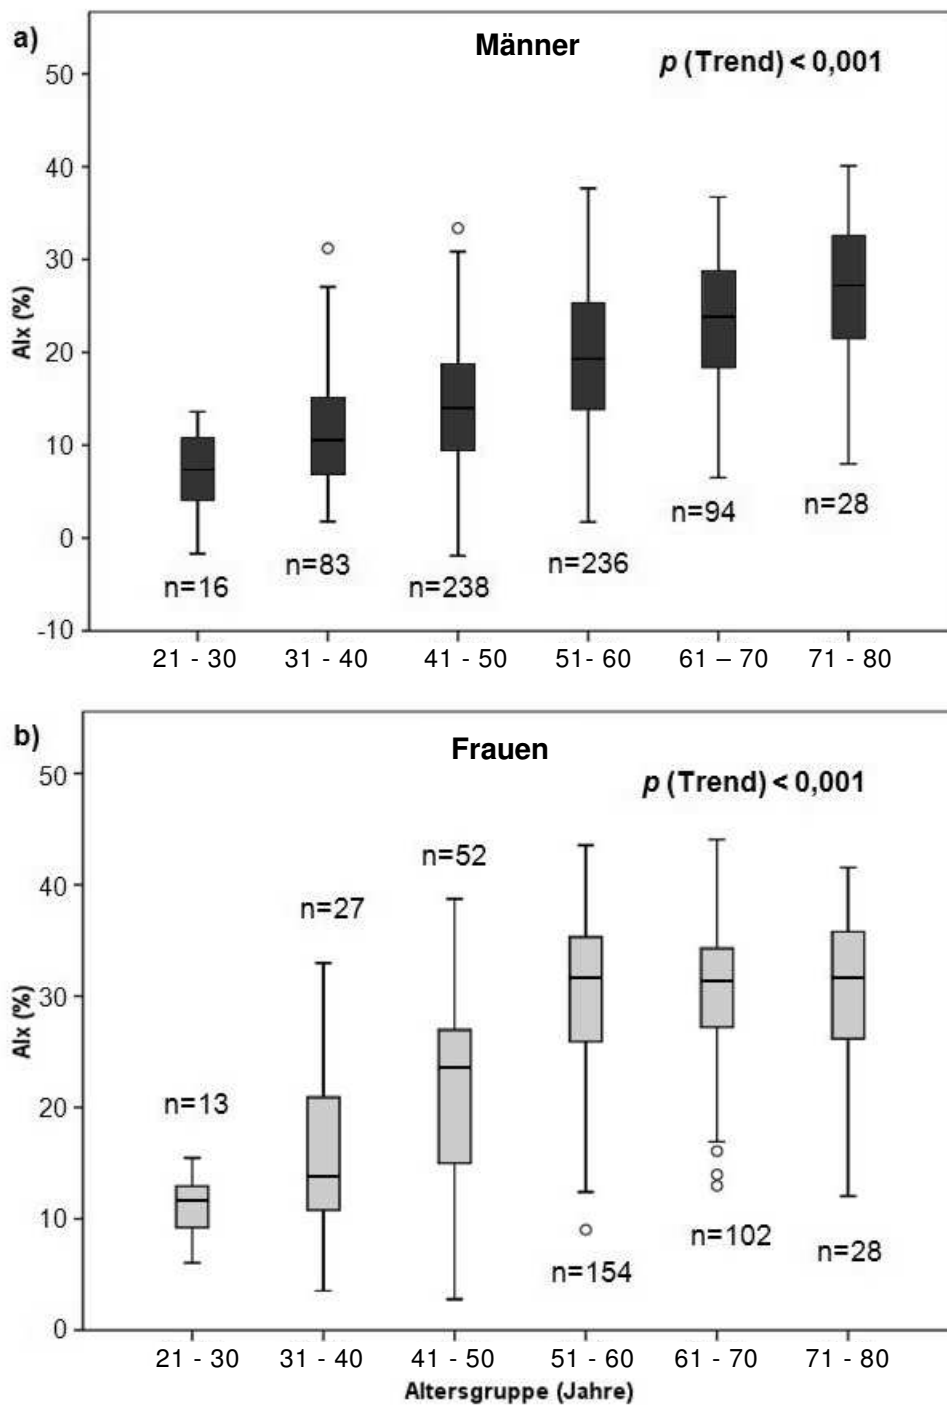 a)
Männer
p (Trend) < 0,001
50
40
30
20
10
0
-10
AIx (%)
n=16
n=83
n=238
n=236
n=94
n=28
21 - 30
31 - 40
41 - 50
51- 60
61 – 70
71 - 80
b)
Frauen
p (Trend) < 0,001
50
40
30
20
10
0
AIx (%)
n=13
n=27
n=52
n=154
n=102
n=28
21 - 30
31 - 40
41 - 50
51 - 60
61 - 70
71 - 80
Altersgruppe (Jahre)